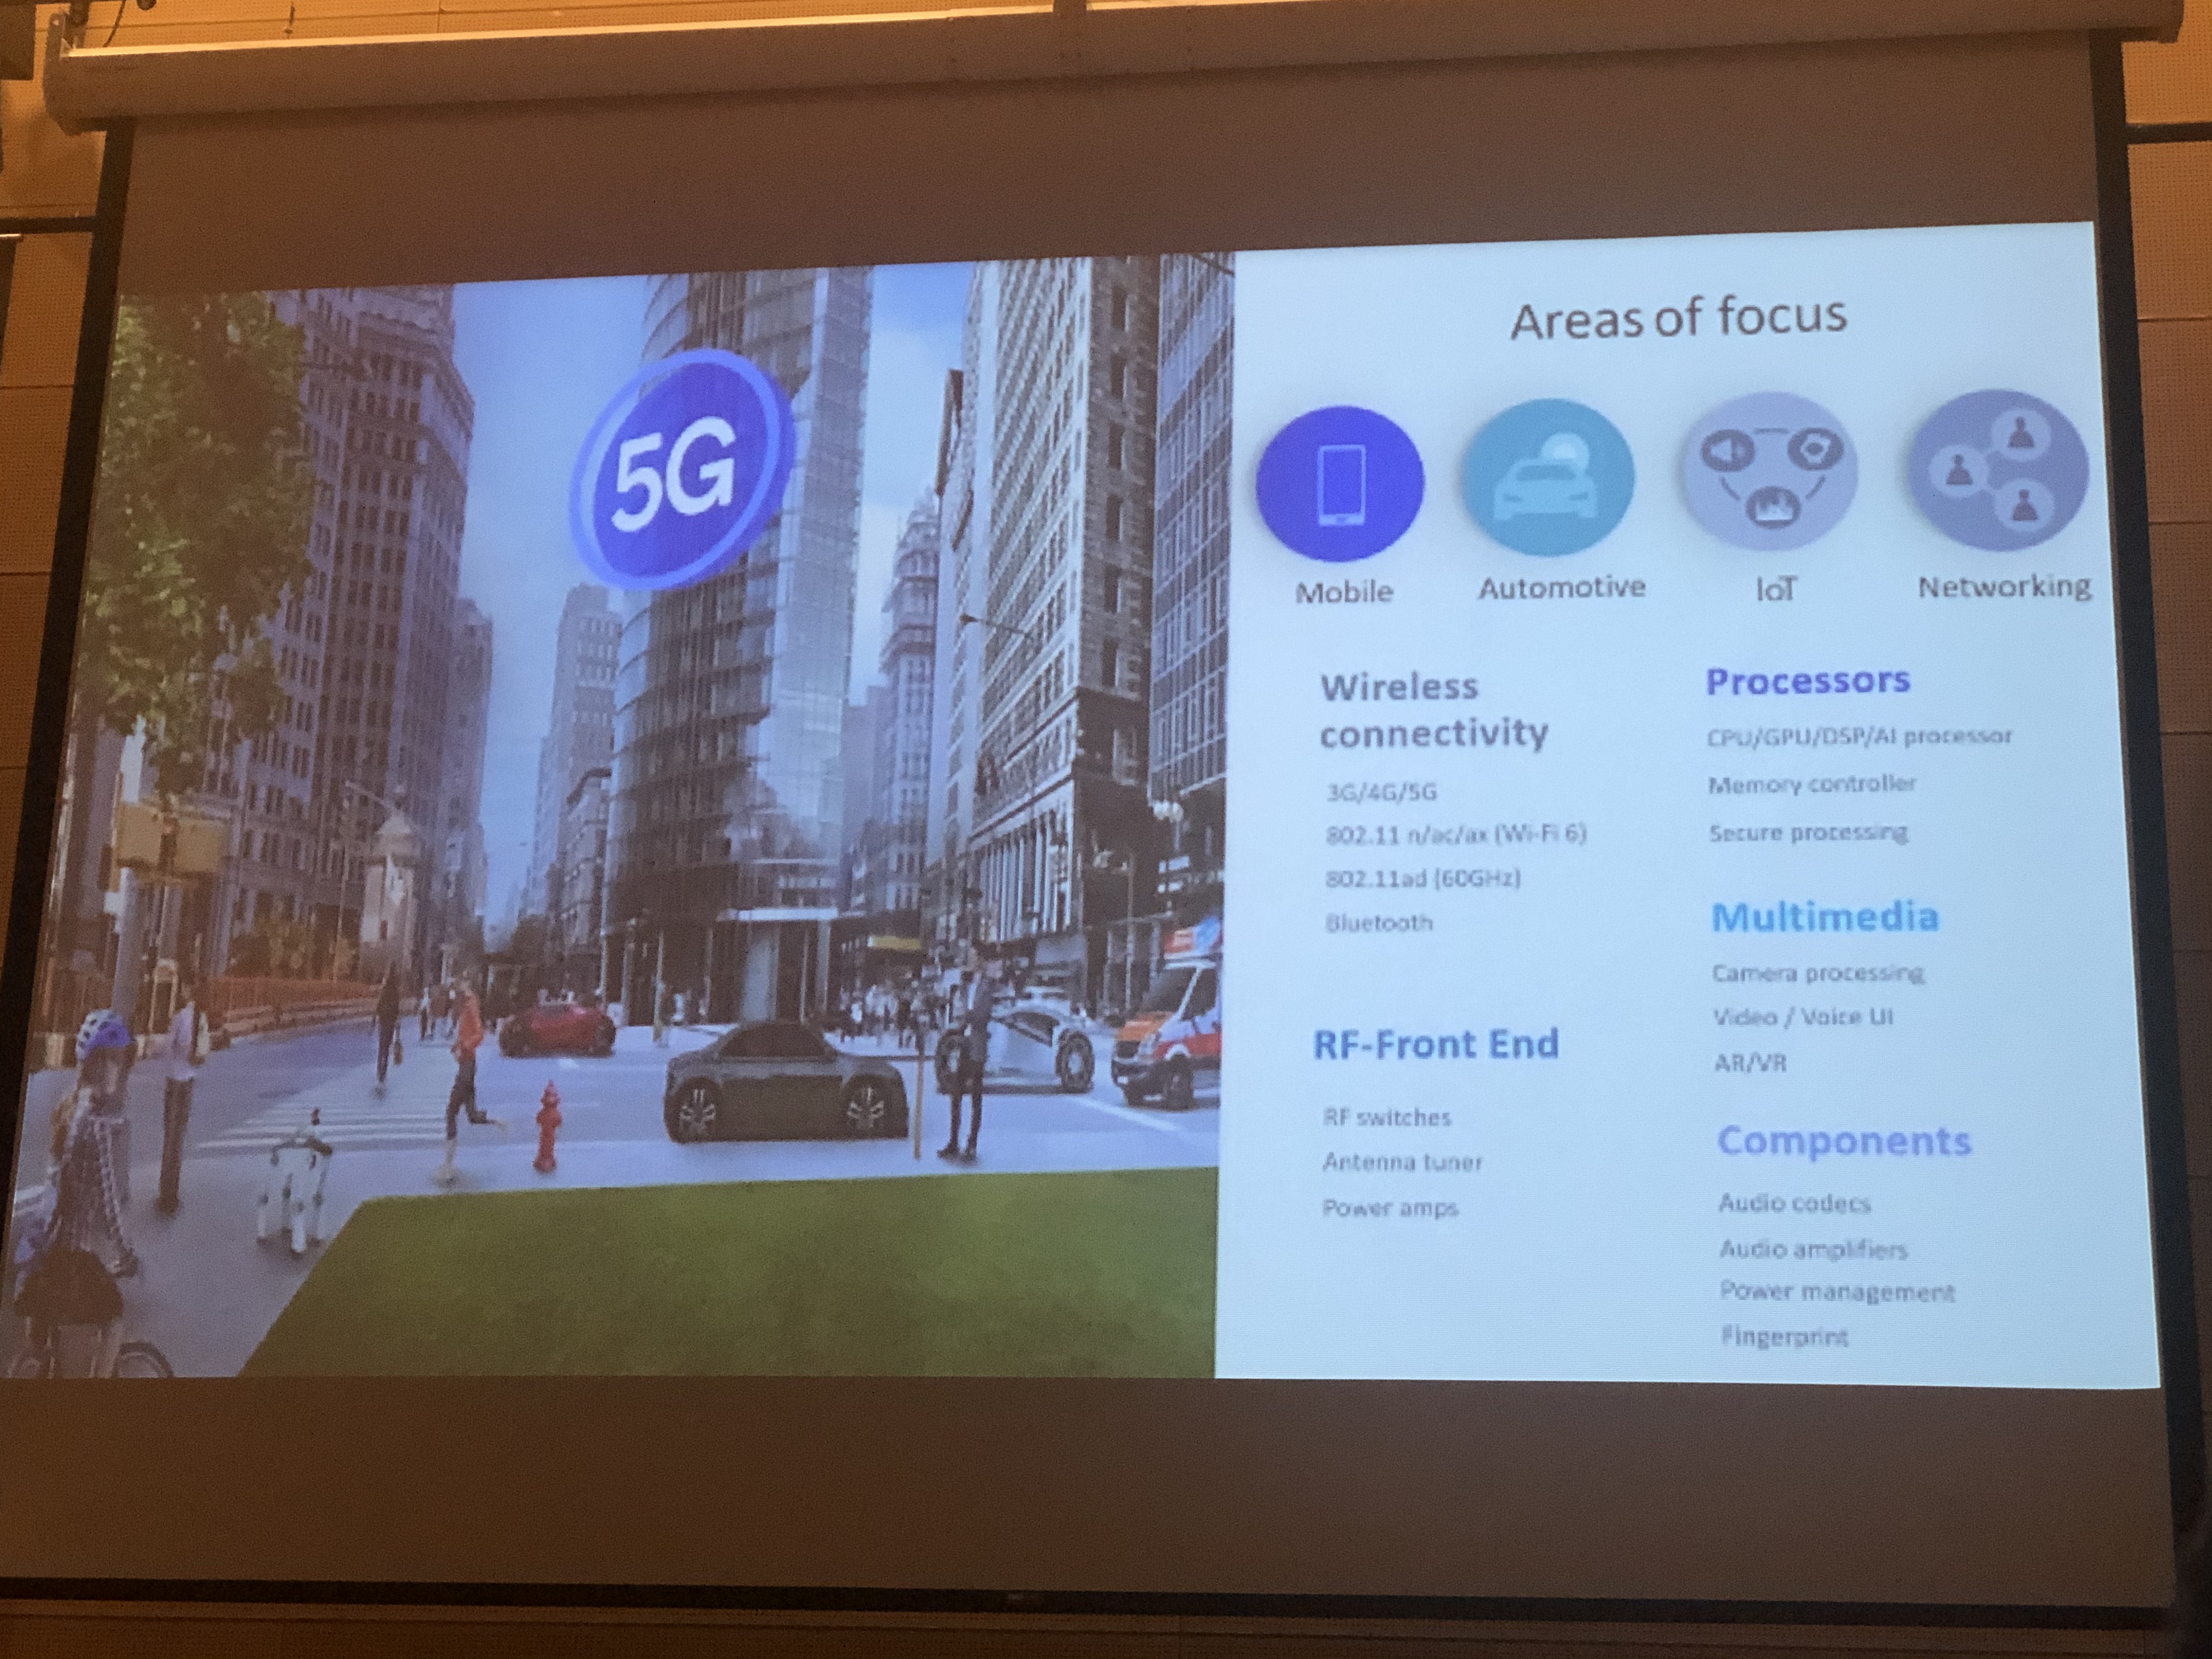 5G
Areas of focus
Mobile
Automotive
IoT
Networking
Wireless
connectivity
3G/4G/5G
802.11 n/ac/ax (Wi-Fi 6)
802.11ad (60GHz)
Bluetooth
RF-Front End
RF switches
Antenna tuner
Power amps
Processors
CPU/GPU/DSP/AI processor
Memory controller
Secure processing
Multimedia
Camera processing
Video / Voice UI
AR/VR
Components
Audio codecs
Audio amplifiers
Power management
Fingerprint